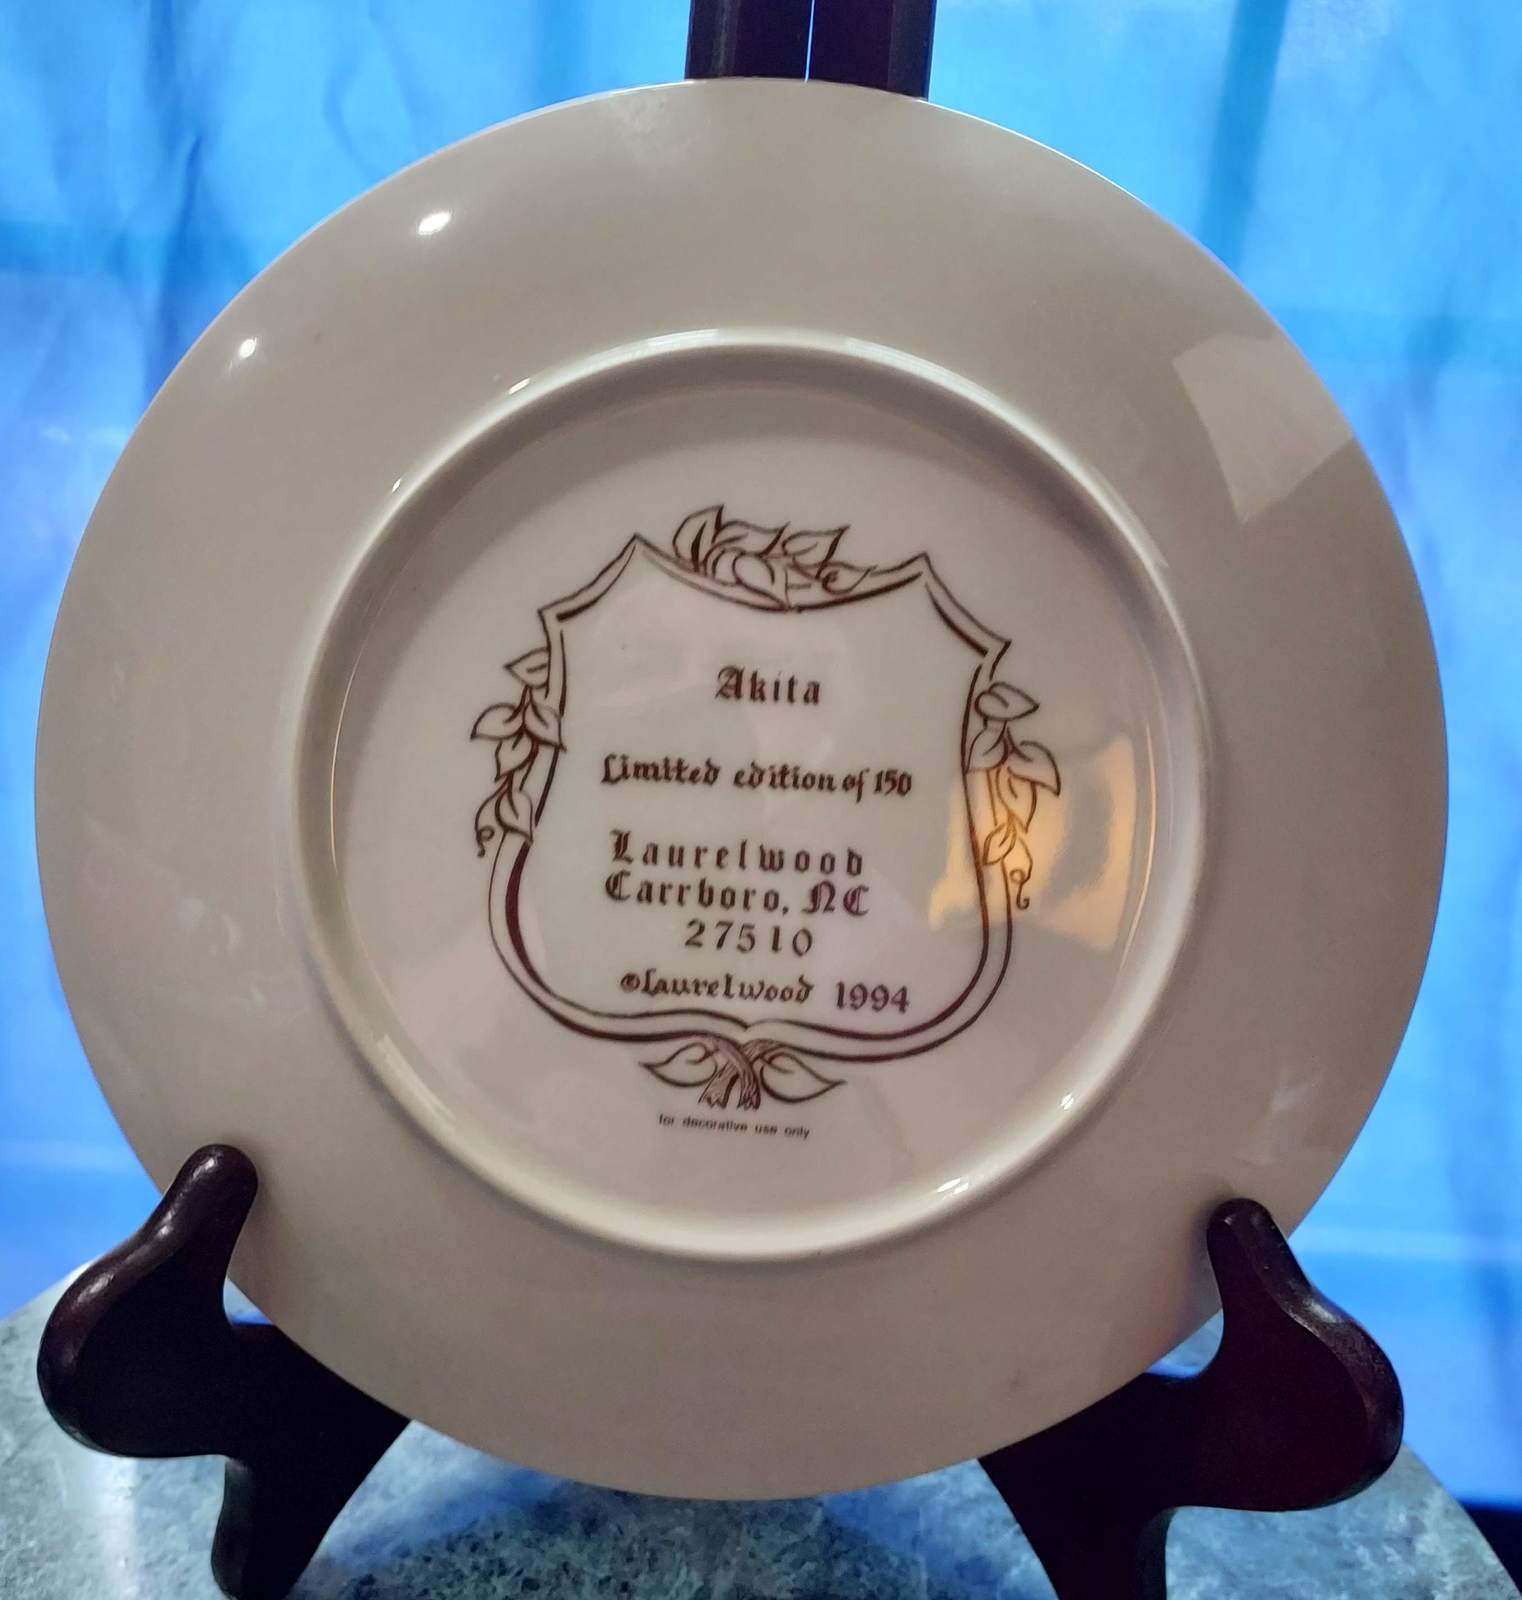 Akita
Limited edition of 150
Laurelwood
Carrboro, NC
27510
©Laurelwood 1994
for decorative use only